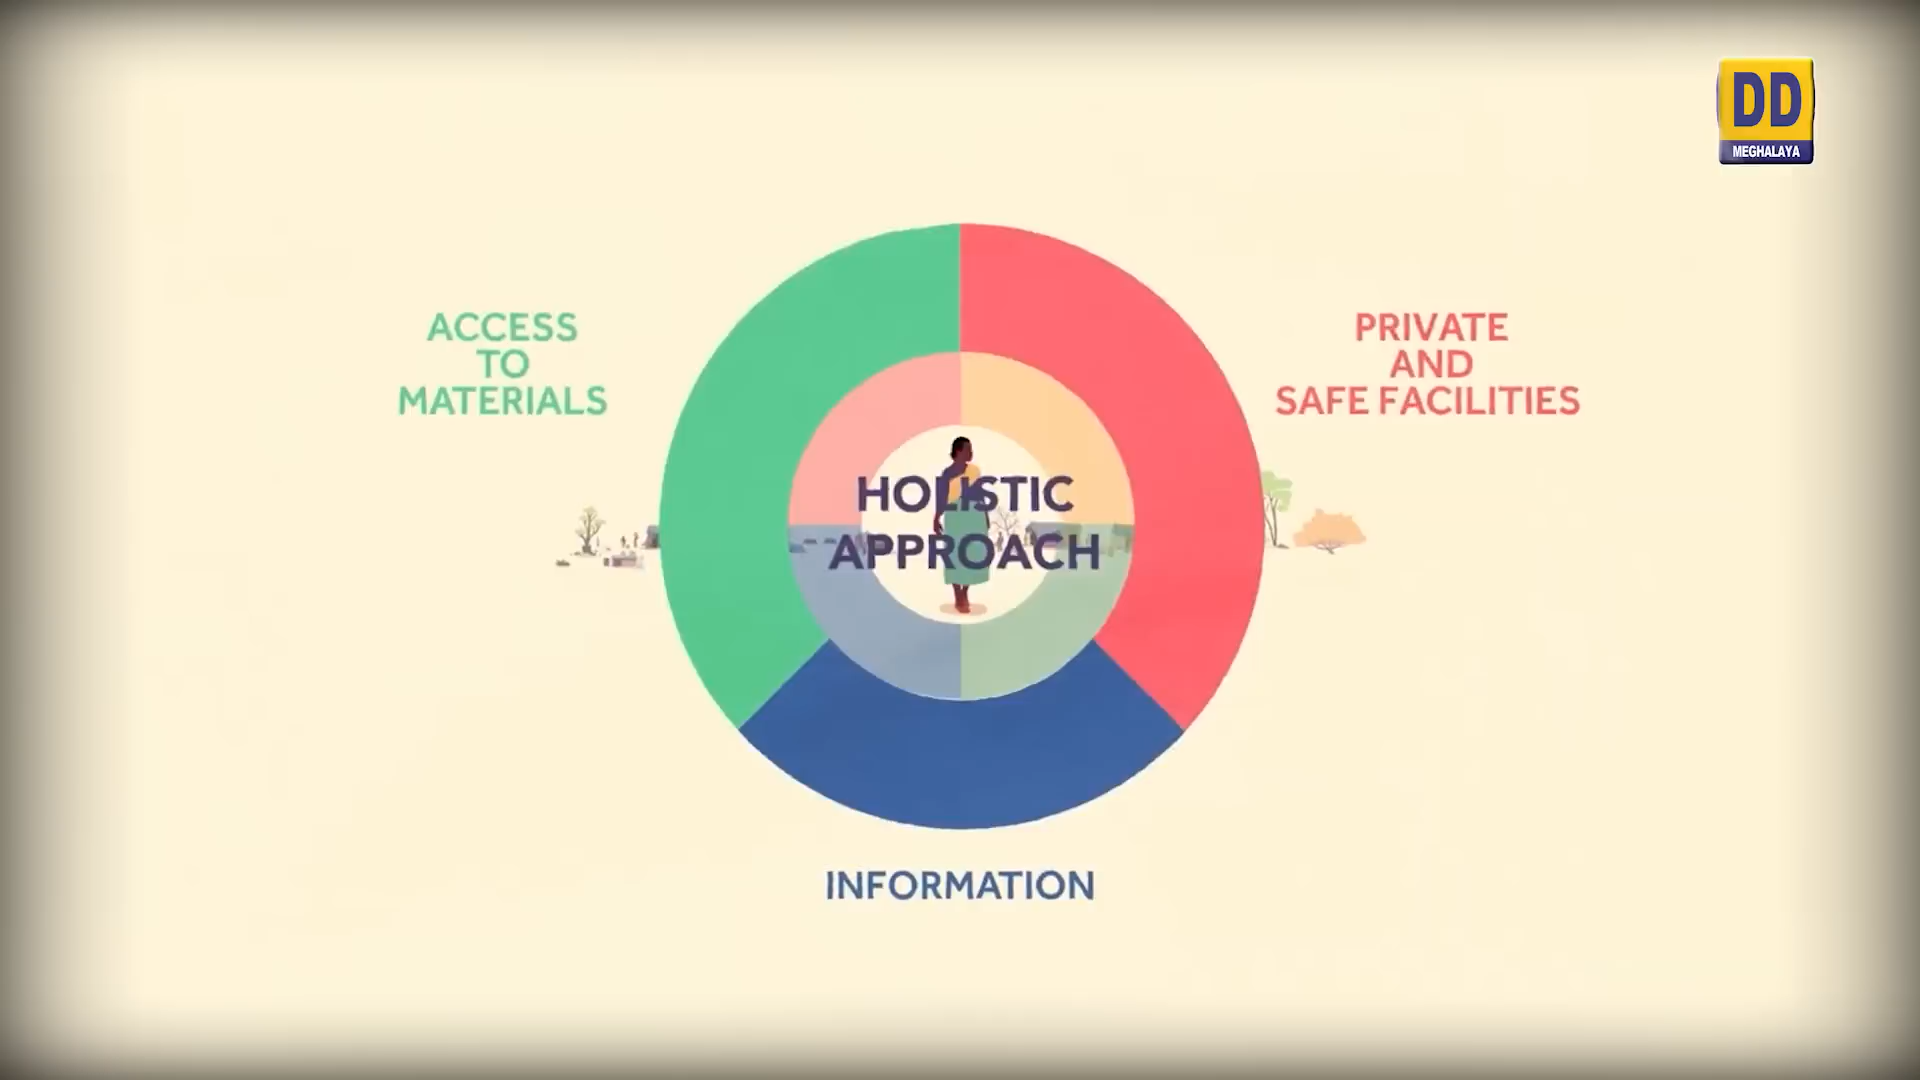 DD
MEGHALAYA
ACCESS
TO
MATERIALS
PRIVATE
AND
SAFE FACILITIES
HOLISTIC
APPROACH
INFORMATION